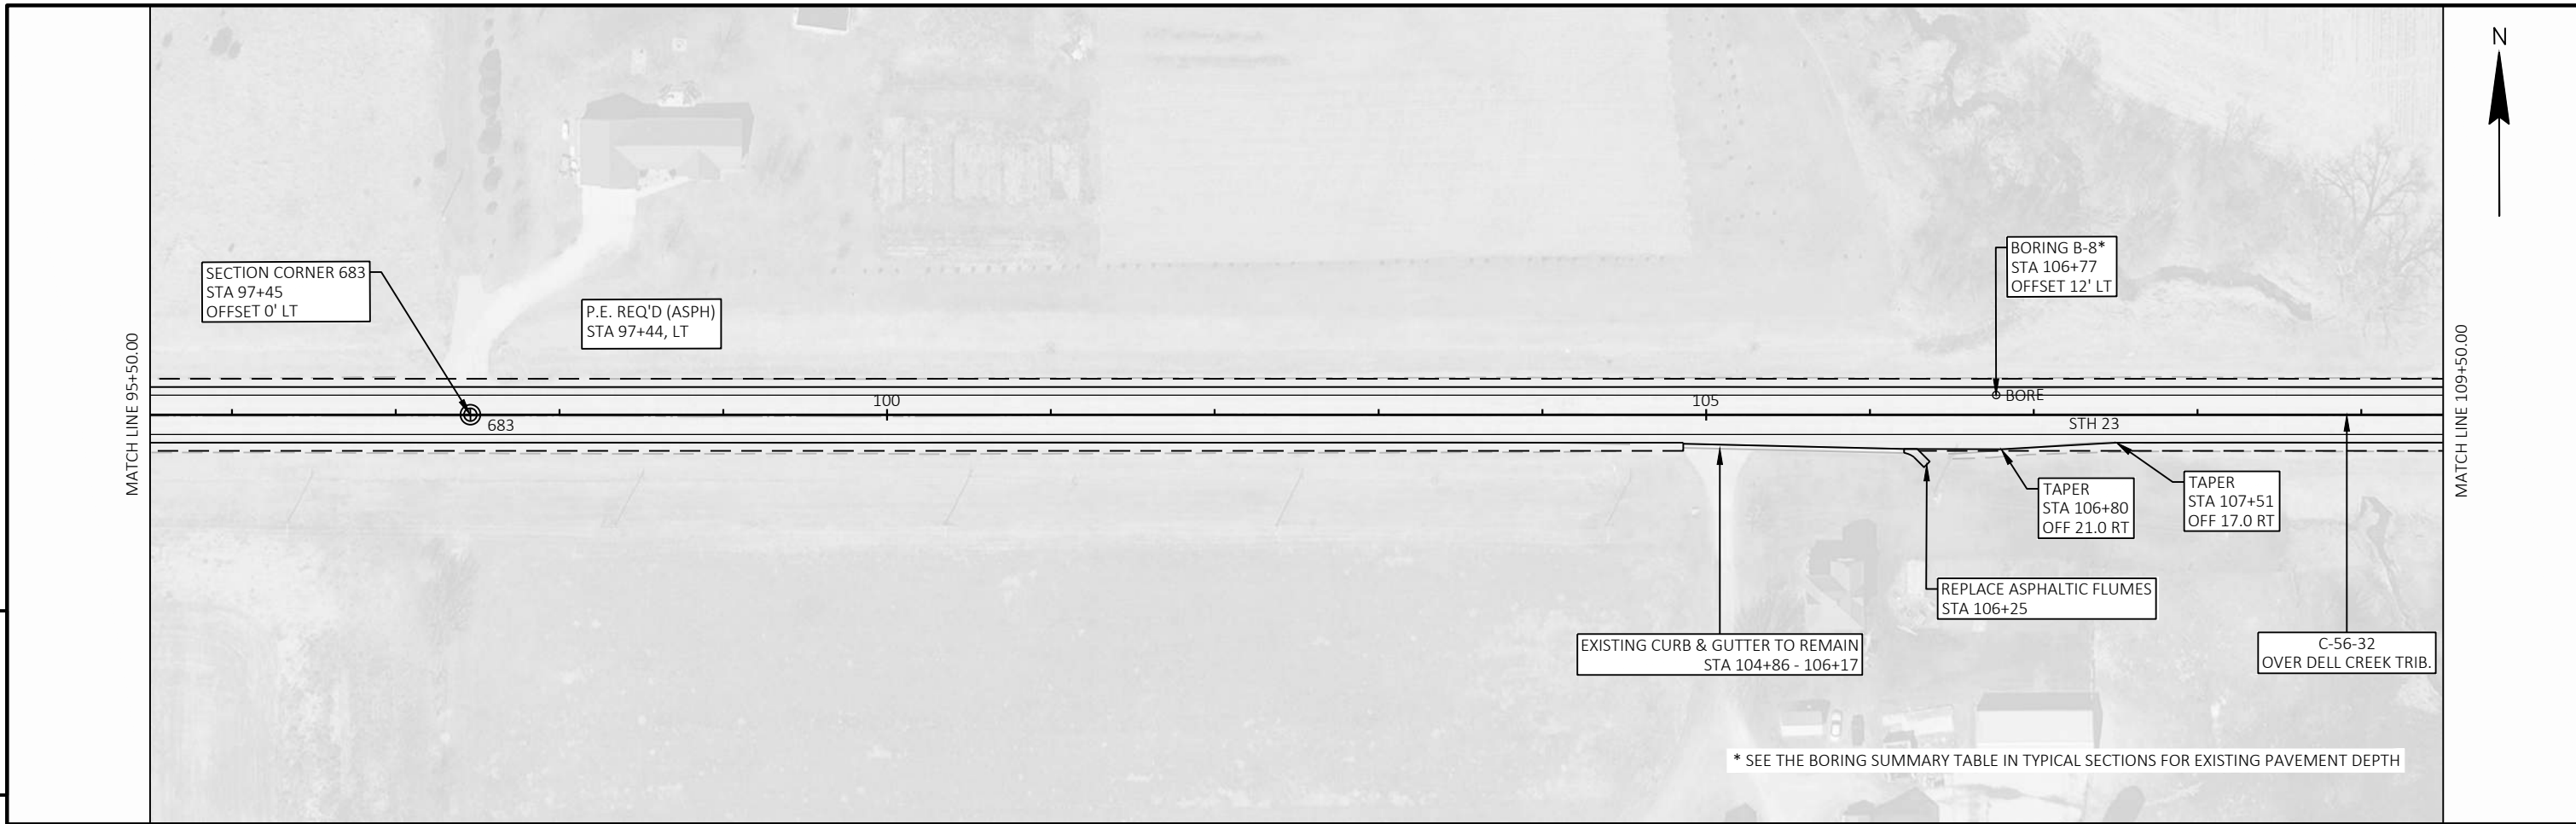 N
SECTION CORNER 683
STA 97+45
OFFSET 0' LT
P.E. REQ'D (ASPH)
STA 97+44, LT
BORING B-8*
STA 106+77
OFFSET 12' LT
MATCH LINE 95+50.00
MATCH LINE 109+50.00
100
105
BORE
683
STH 23
TAPER
STA 106+80
OFF 21.0 RT
TAPER
STA 107+51
OFF 17.0 RT
REPLACE ASPHALTIC FLUMES
STA 106+25
EXISTING CURB & GUTTER TO REMAIN
STA 104+86 - 106+17
C-56-32
OVER DELL CREEK TRIB.
* SEE THE BORING SUMMARY TABLE IN TYPICAL SECTIONS FOR EXISTING PAVEMENT DEPTH